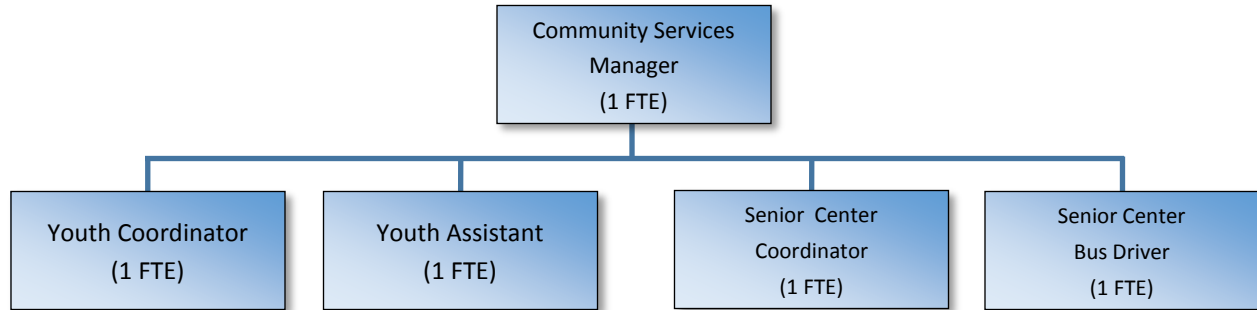 Community Services
Manager
(1 FTE)
Youth Coordinator
(1 FTE)
Youth Assistant
(1 FTE)
Senior Center
Coordinator
(1 FTE)
Senior Center
Bus Driver
(1 FTE)